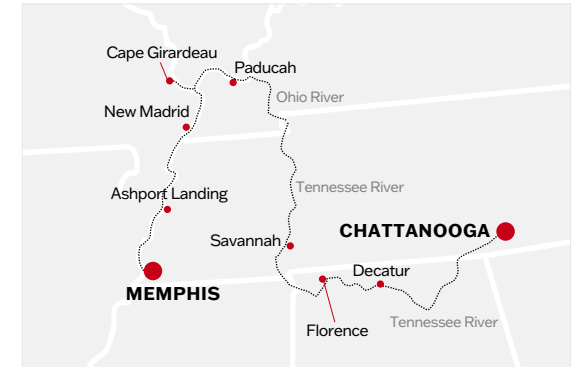 Cape Girardeau
Paducah
Ohio River
New Madrid
Tennessee River
Ashport Landing
CHATTANOOGA
Savannah
Decatur
MEMPHIS
Tennessee River
Florence